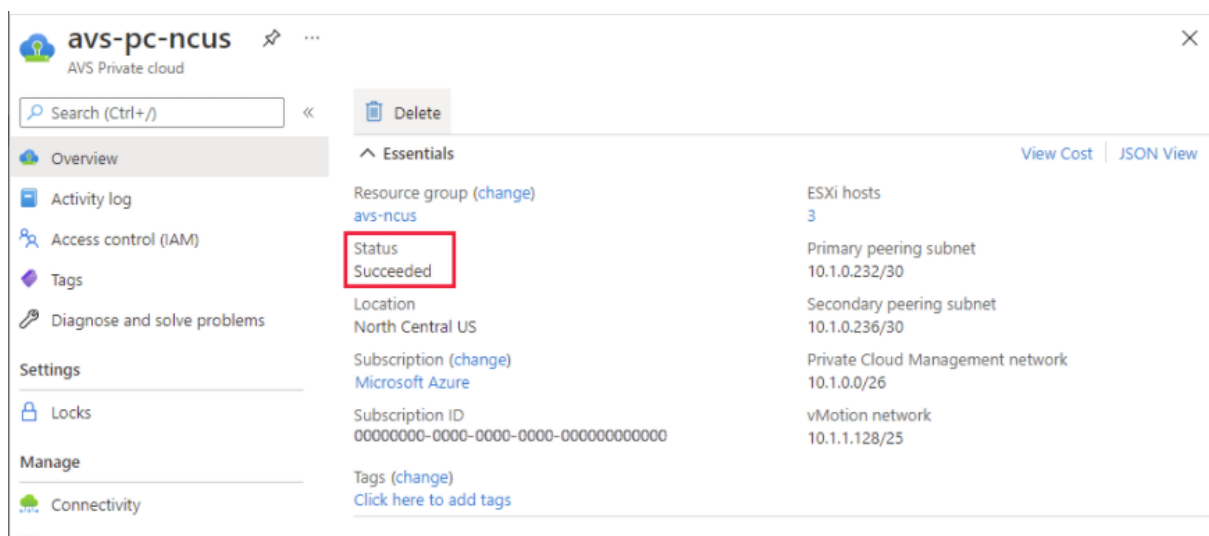 avs-pc-ncus
AVS Private cloud
Search (Ctrl+/)
Overview
Activity log
Access control (IAM)
Tags
Diagnose and solve problems
Settings
Locks
Manage
Connectivity
Delete
Essentials
View Cost
JSON View
Resource group (change)
avs-ncus
Status
Succeeded
Location
North Central US
Subscription (change)
Microsoft Azure
Subscription ID
00000000-0000-0000-0000-000000000000
Tags (change)
Click here to add tags
ESXi hosts
3
Primary peering subnet
10.1.0.232/30
Secondary peering subnet
10.1.0.236/30
Private Cloud Management network
10.1.0.0/26
vMotion network
10.1.1.128/25